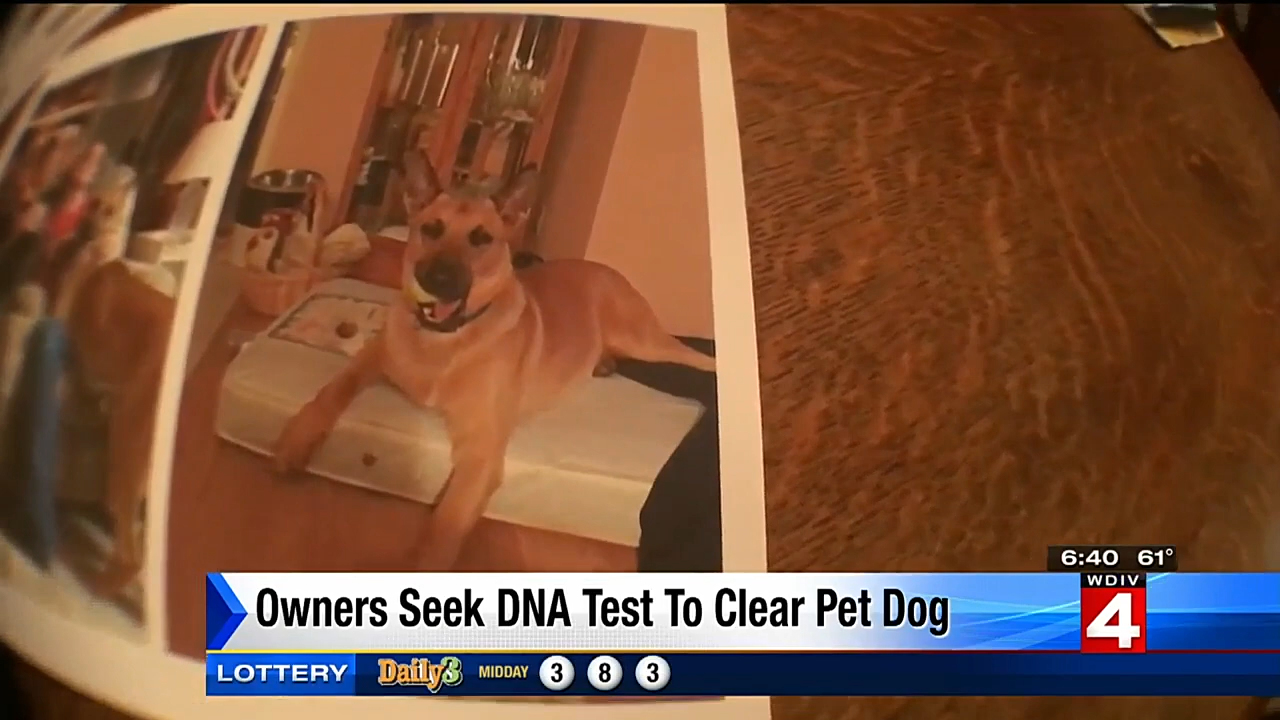 6:40 61°
WDIV
4
Owners Seek DNA Test To Clear Pet Dog
LOTTERY Daily3 MIDDAY 3 8 3